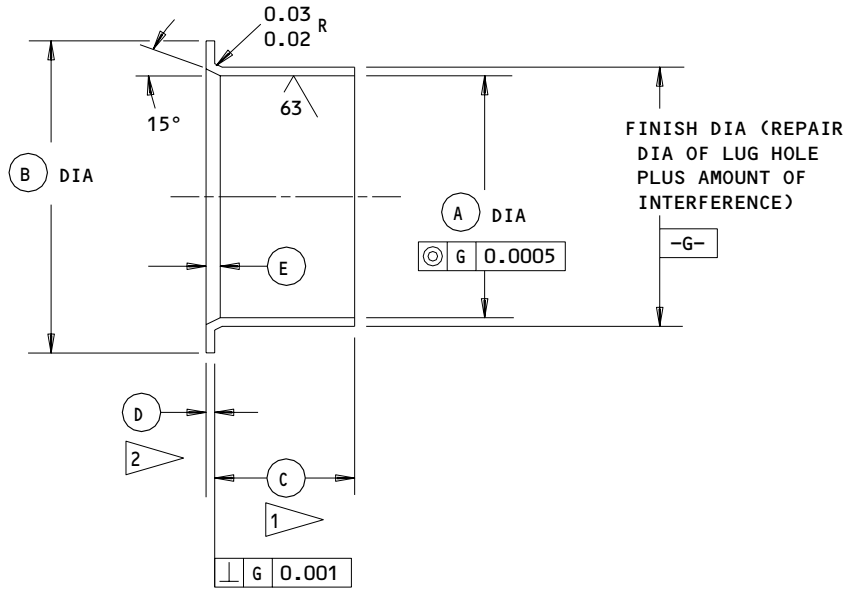 0.03
0.02 R
15°
63
B DIA
FINISH DIA (REPAIR
DIA OF LUG HOLE
PLUS AMOUNT OF
INTERFERENCE)
A DIA
-G-
◎ G 0.0005
E
D
2
C
1
⊥ G 0.001